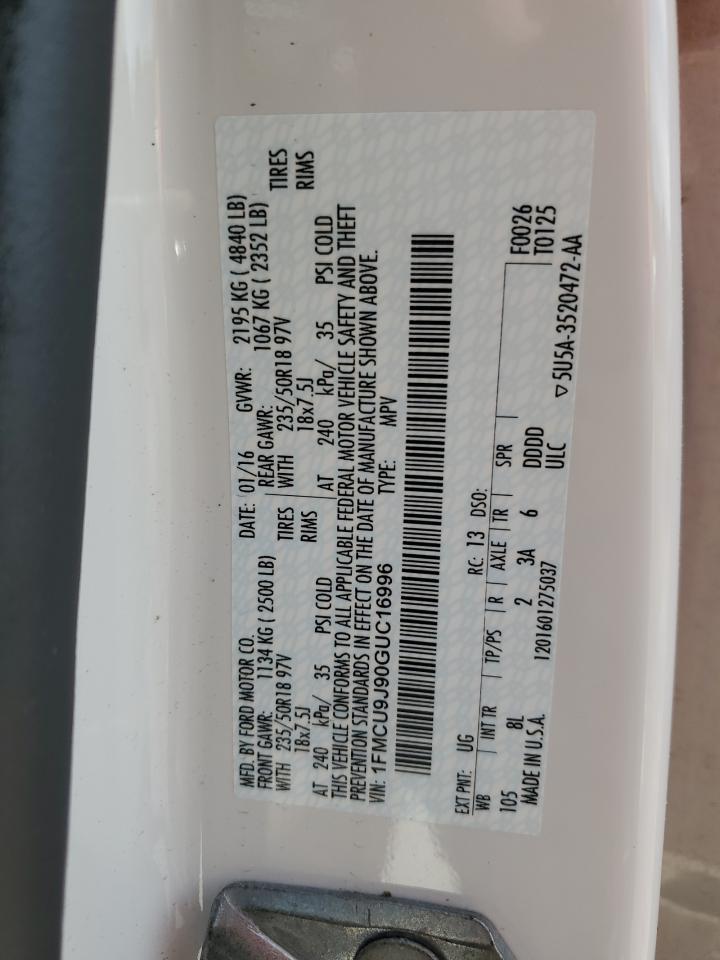 MFD. BY FORD MOTOR CO.
DATE: 01/16 GVWR: 2195 KG ( 4840 LB)
FRONT GAWR: 1134 KG ( 2500 LB)
REAR GAWR: 1067 KG ( 2352 LB)
WITH 235/50R18 97V TIRES
WITH 235/50R18 97V TIRES
18x7.5J RIMS
18x7.5J RIMS
AT 240 kPa/ 35 PSI COLD
AT 240 kPa/ 35 PSI COLD
THIS VEHICLE CONFORMS TO ALL APPLICABLE FEDERAL MOTOR VEHICLE SAFETY AND THEFT
PREVENTION STANDARDS IN EFFECT ON THE DATE OF MANUFACTURE SHOWN ABOVE.
VIN: 1FMCU9J90GUC16996 TYPE: MPV
EXT PNT: UG RC: 13 DSO: F0026
T0125
WB INT TR TP/PS R AXLE TR SPR
105 8L 2 3A 6 DDDD
ULC
MADE IN U.S.A. 1201601275037 ▽5U5A-3520472-AA